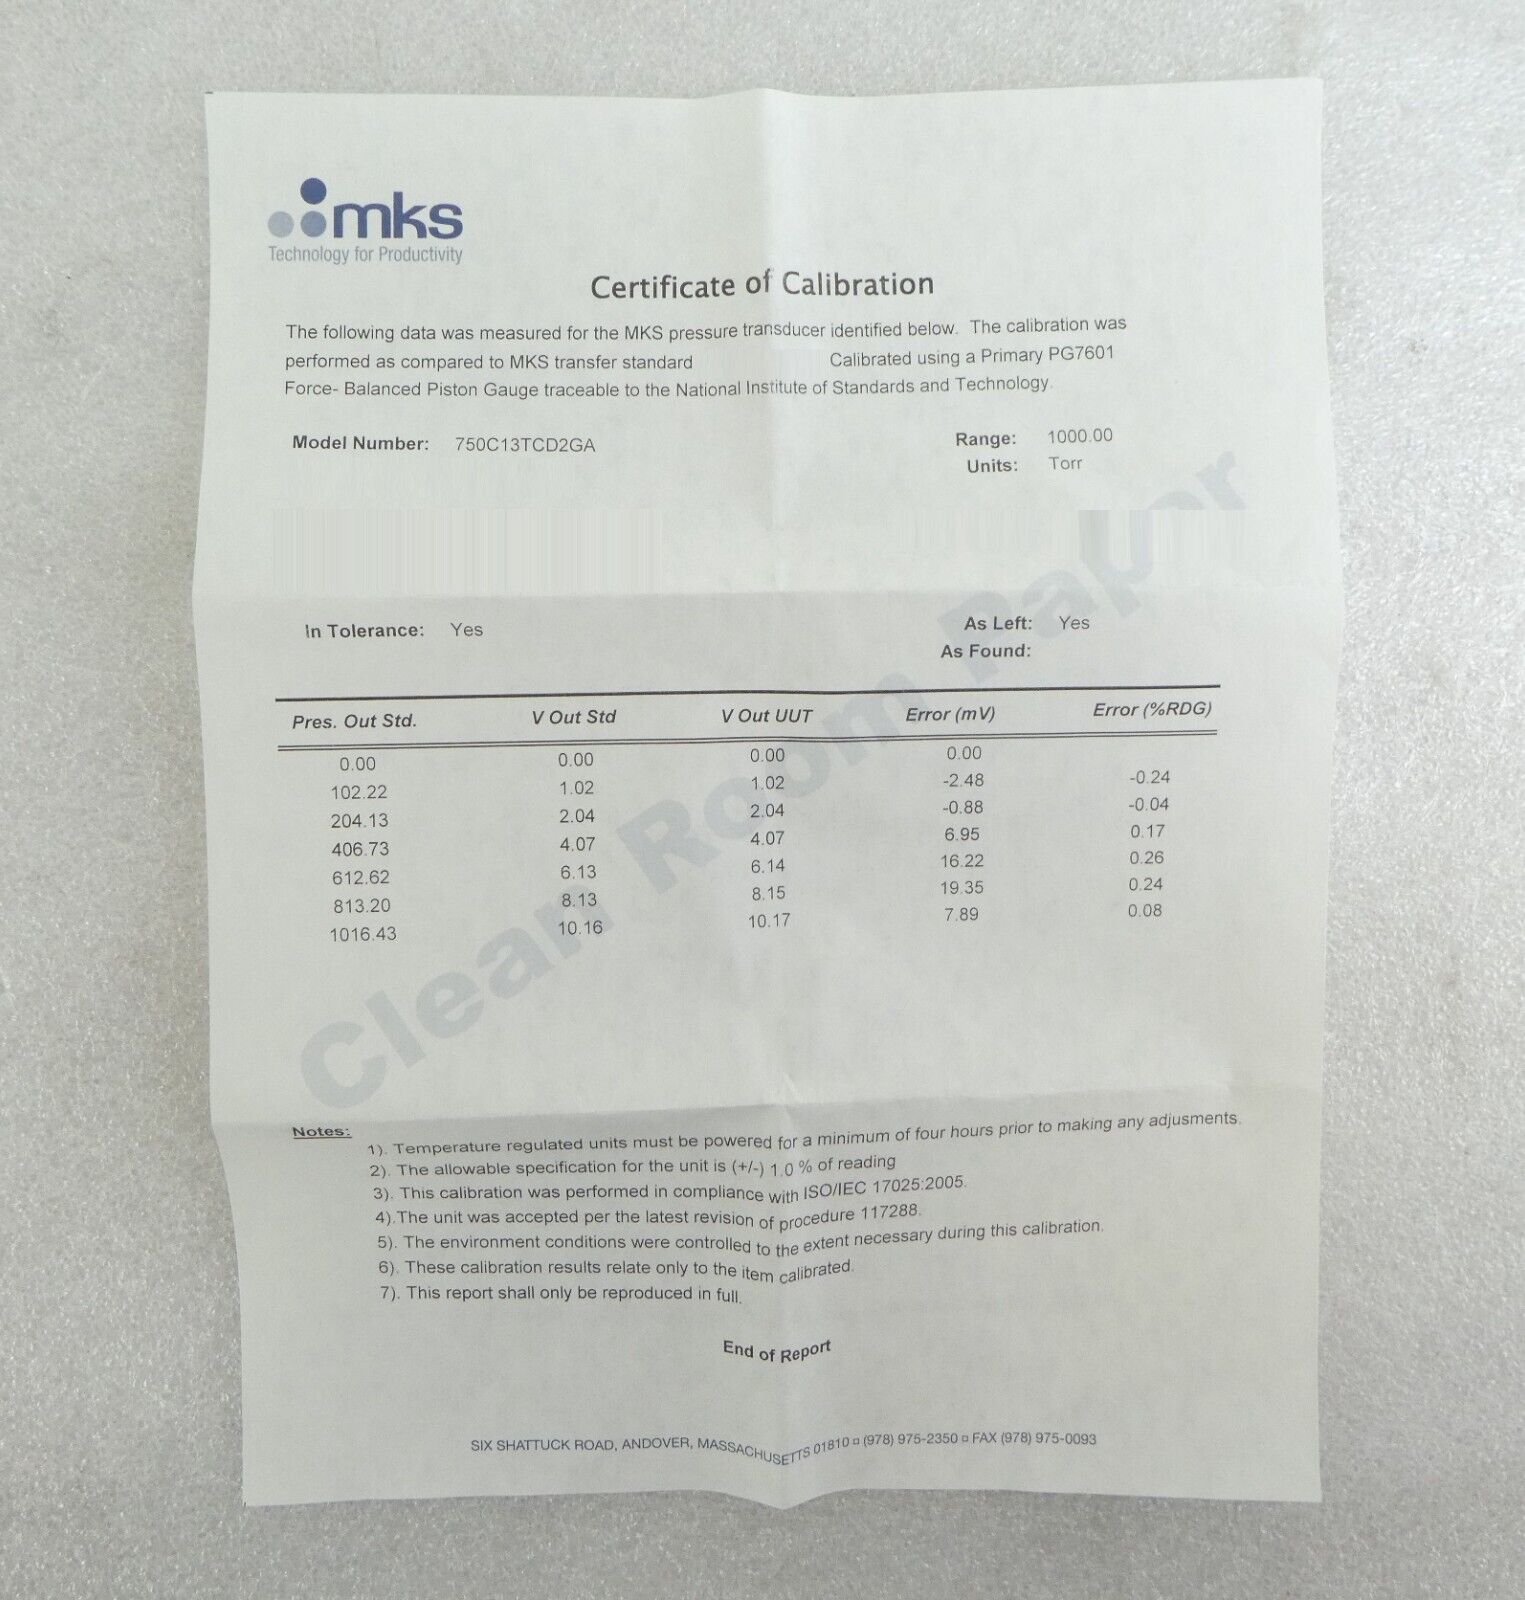 mks
Technology for Productivity
Certificate of Calibration
The following data was measured for the MKS pressure transducer identified below. The calibration was
performed as compared to MKS transfer standard Calibrated using a Primary PG7601
Force- Balanced Piston Gauge traceable to the National Institute of Standards and Technology.
Model Number: 750C13TCD2GA Range: 1000.00
Units: Torr
In Tolerance: Yes As Left: Yes
As Found:
Pres. Out Std. V Out Std V Out UUT Error (mV) Error (%RDG)
0.00 0.00 0.00 0.00
102.22 1.02 1.02 -2.48 -0.24
204.13 2.04 2.04 -0.88 -0.04
406.73 4.07 4.07 6.95 0.17
612.62 6.13 6.14 16.22 0.26
813.20 8.13 8.15 19.35 0.24
1016.43 10.16 10.17 7.89 0.08
Clean Room Paper
Notes:
1). Temperature regulated units must be powered for a minimum of four hours prior to making any adjusments.
2). The allowable specification for the unit is (+/-) 1.0 % of reading
3). This calibration was performed in compliance with ISO/IEC 17025:2005.
4).The unit was accepted per the latest revision of procedure 117288.
5). The environment conditions were controlled to the extent necessary during this calibration.
6). These calibration results relate only to the item calibrated.
7). This report shall only be reproduced in full.
End of Report
SIX SHATTUCK ROAD, ANDOVER, MASSACHUSETTS 01810 ▫ (978) 975-2350 ▫ FAX (978) 975-0093